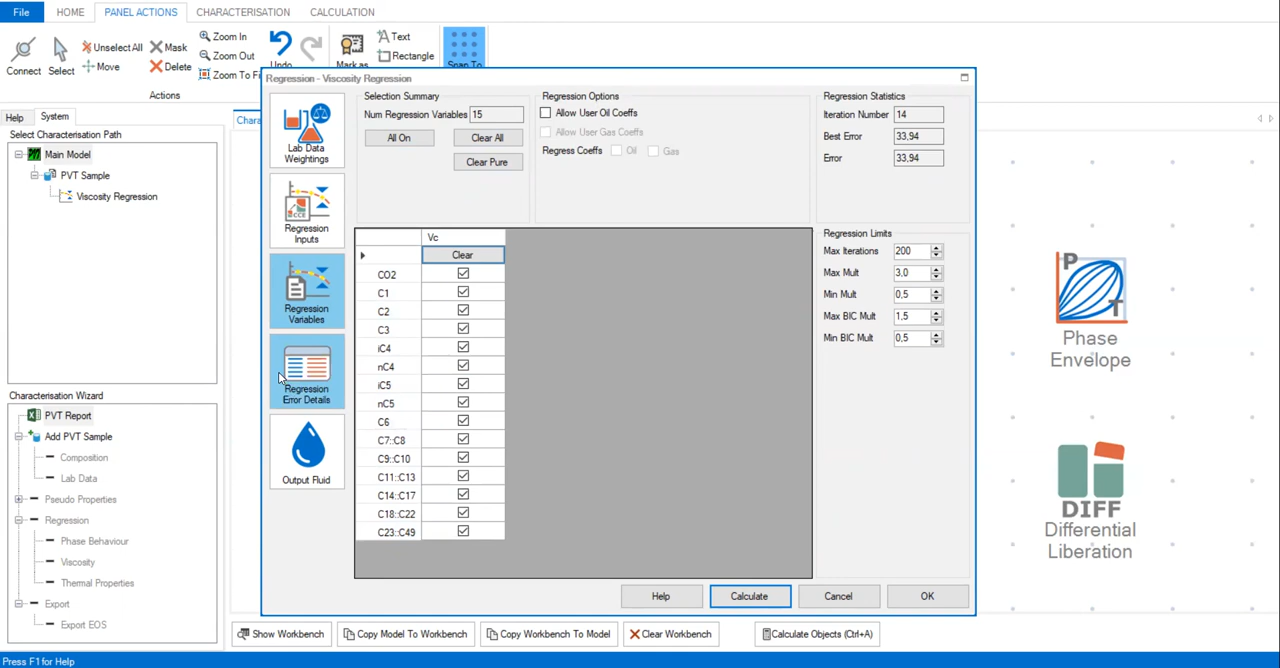 File HOME PANEL ACTIONS CHARACTERISATION CALCULATION
Connect
Select
Unselect All
Move
Mask
Delete
Zoom In
Zoom Out
Zoom To Fi
Undo
Mark as
Text
Rectangle
Snap To
Actions
Help System
Select Characterisation Path
Main Model
PVT Sample
Viscosity Regression
Characterisation Wizard
PVT Report
Add PVT Sample
Composition
Lab Data
Pseudo Properties
Regression
Phase Behaviour
Viscosity
Thermal Properties
Export
Export EOS
Chara
Regression - Viscosity Regression
Lab Data
Weightings
CCE
Regression
Inputs
Regression
Variables
Regression
Error Details
Output Fluid
Selection Summary
Num Regression Variables 15
All On Clear All
Clear Pure
Regression Options
Allow User Oil Coeffs
Allow User Gas Coeffs
Regress Coeffs Oil Gas
Regression Statistics
Iteration Number 14
Best Error 33,94
Error 33,94
Vc
Clear
CO2
C1
C2
C3
iC4
nC4
iC5
nC5
C6
C7::C8
C9::C10
C11::C13
C14::C17
C18::C22
C23::C49
Regression Limits
Max Iterations 200
Max Mult 3,0
Min Mult 0,5
Max BIC Mult 1,5
Min BIC Mult 0,5
Help Calculate Cancel OK
P
T
Phase
Envelope
DIFF
Differential
Liberation
Show Workbench Copy Model To Workbench Copy Workbench To Model Clear Workbench Calculate Objects (Ctrl+A)
Press F1 for Help